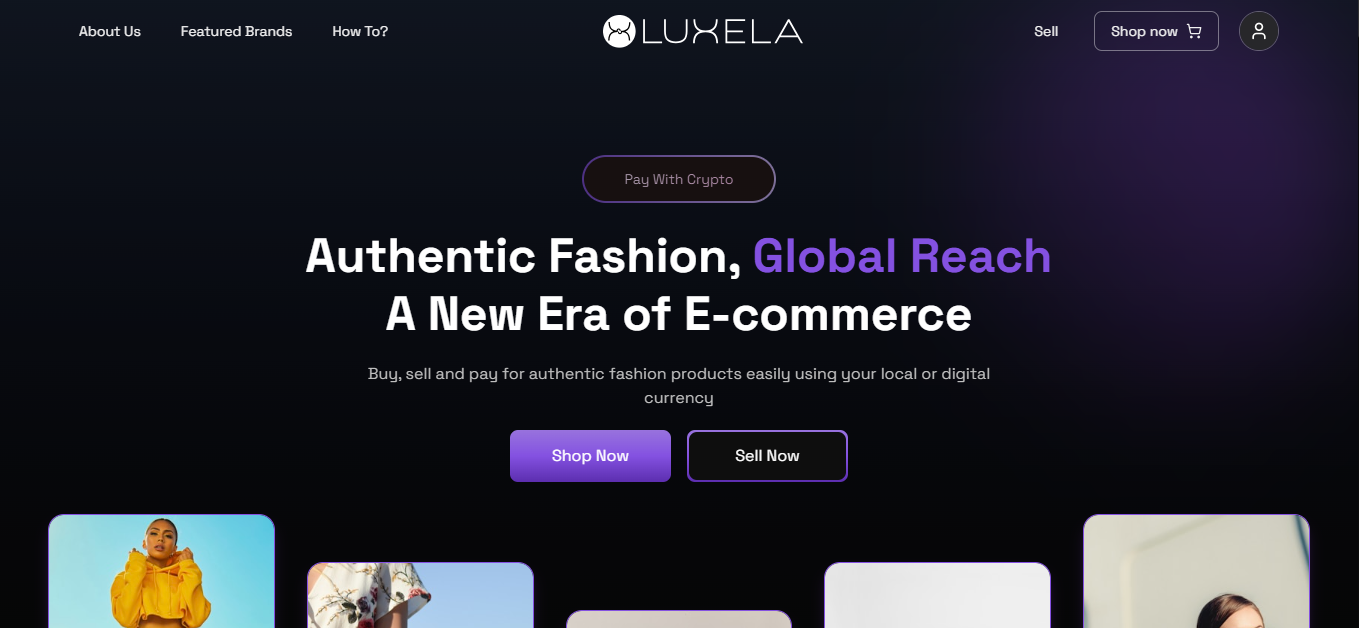 About Us
Featured Brands
How To?
LUXELA
Sell
Shop now
Pay With Crypto
Authentic Fashion, Global Reach
A New Era of E-commerce
Buy, sell and pay for authentic fashion products easily using your local or digital
currency
Shop Now
Sell Now